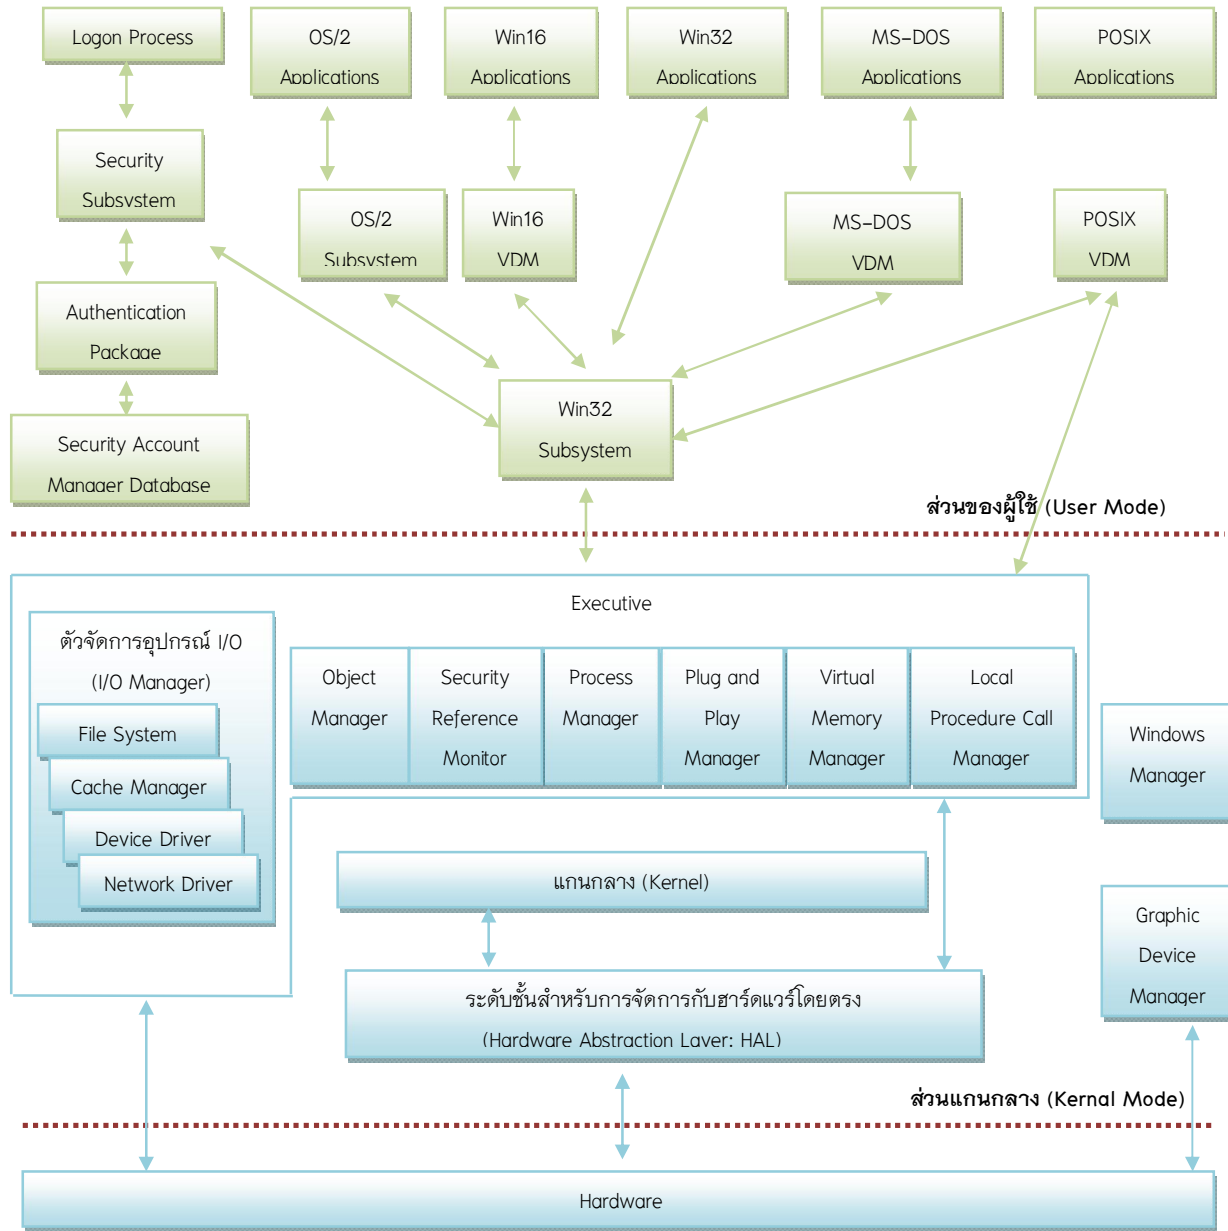 Logon Process
OS/2
Applications
Win16
Applications
Win32
Applications
MS-DOS
Applications
POSIX
Applications
Security
Subsystem
OS/2
Subsystem
Win16
VDM
MS-DOS
VDM
POSIX
VDM
Authentication
Package
Win32
Subsystem
Security Account
Manager Database
ส่วนของผู้ใช้ (User Mode)
Executive
ตัวจัดการอุปกรณ์ I/O
(I/O Manager)
File System
Cache Manager
Device Driver
Network Driver
Object
Manager
Security
Reference
Monitor
Process
Manager
Plug and
Play
Manager
Virtual
Memory
Manager
Local
Procedure Call
Manager
Windows
Manager
แกนกลาง (Kernel)
Graphic
Device
Manager
ระดับชั้นสำหรับการจัดการกับฮาร์ดแวร์โดยตรง
(Hardware Abstraction Layer: HAL)
ส่วนแกนกลาง (Kernal Mode)
Hardware